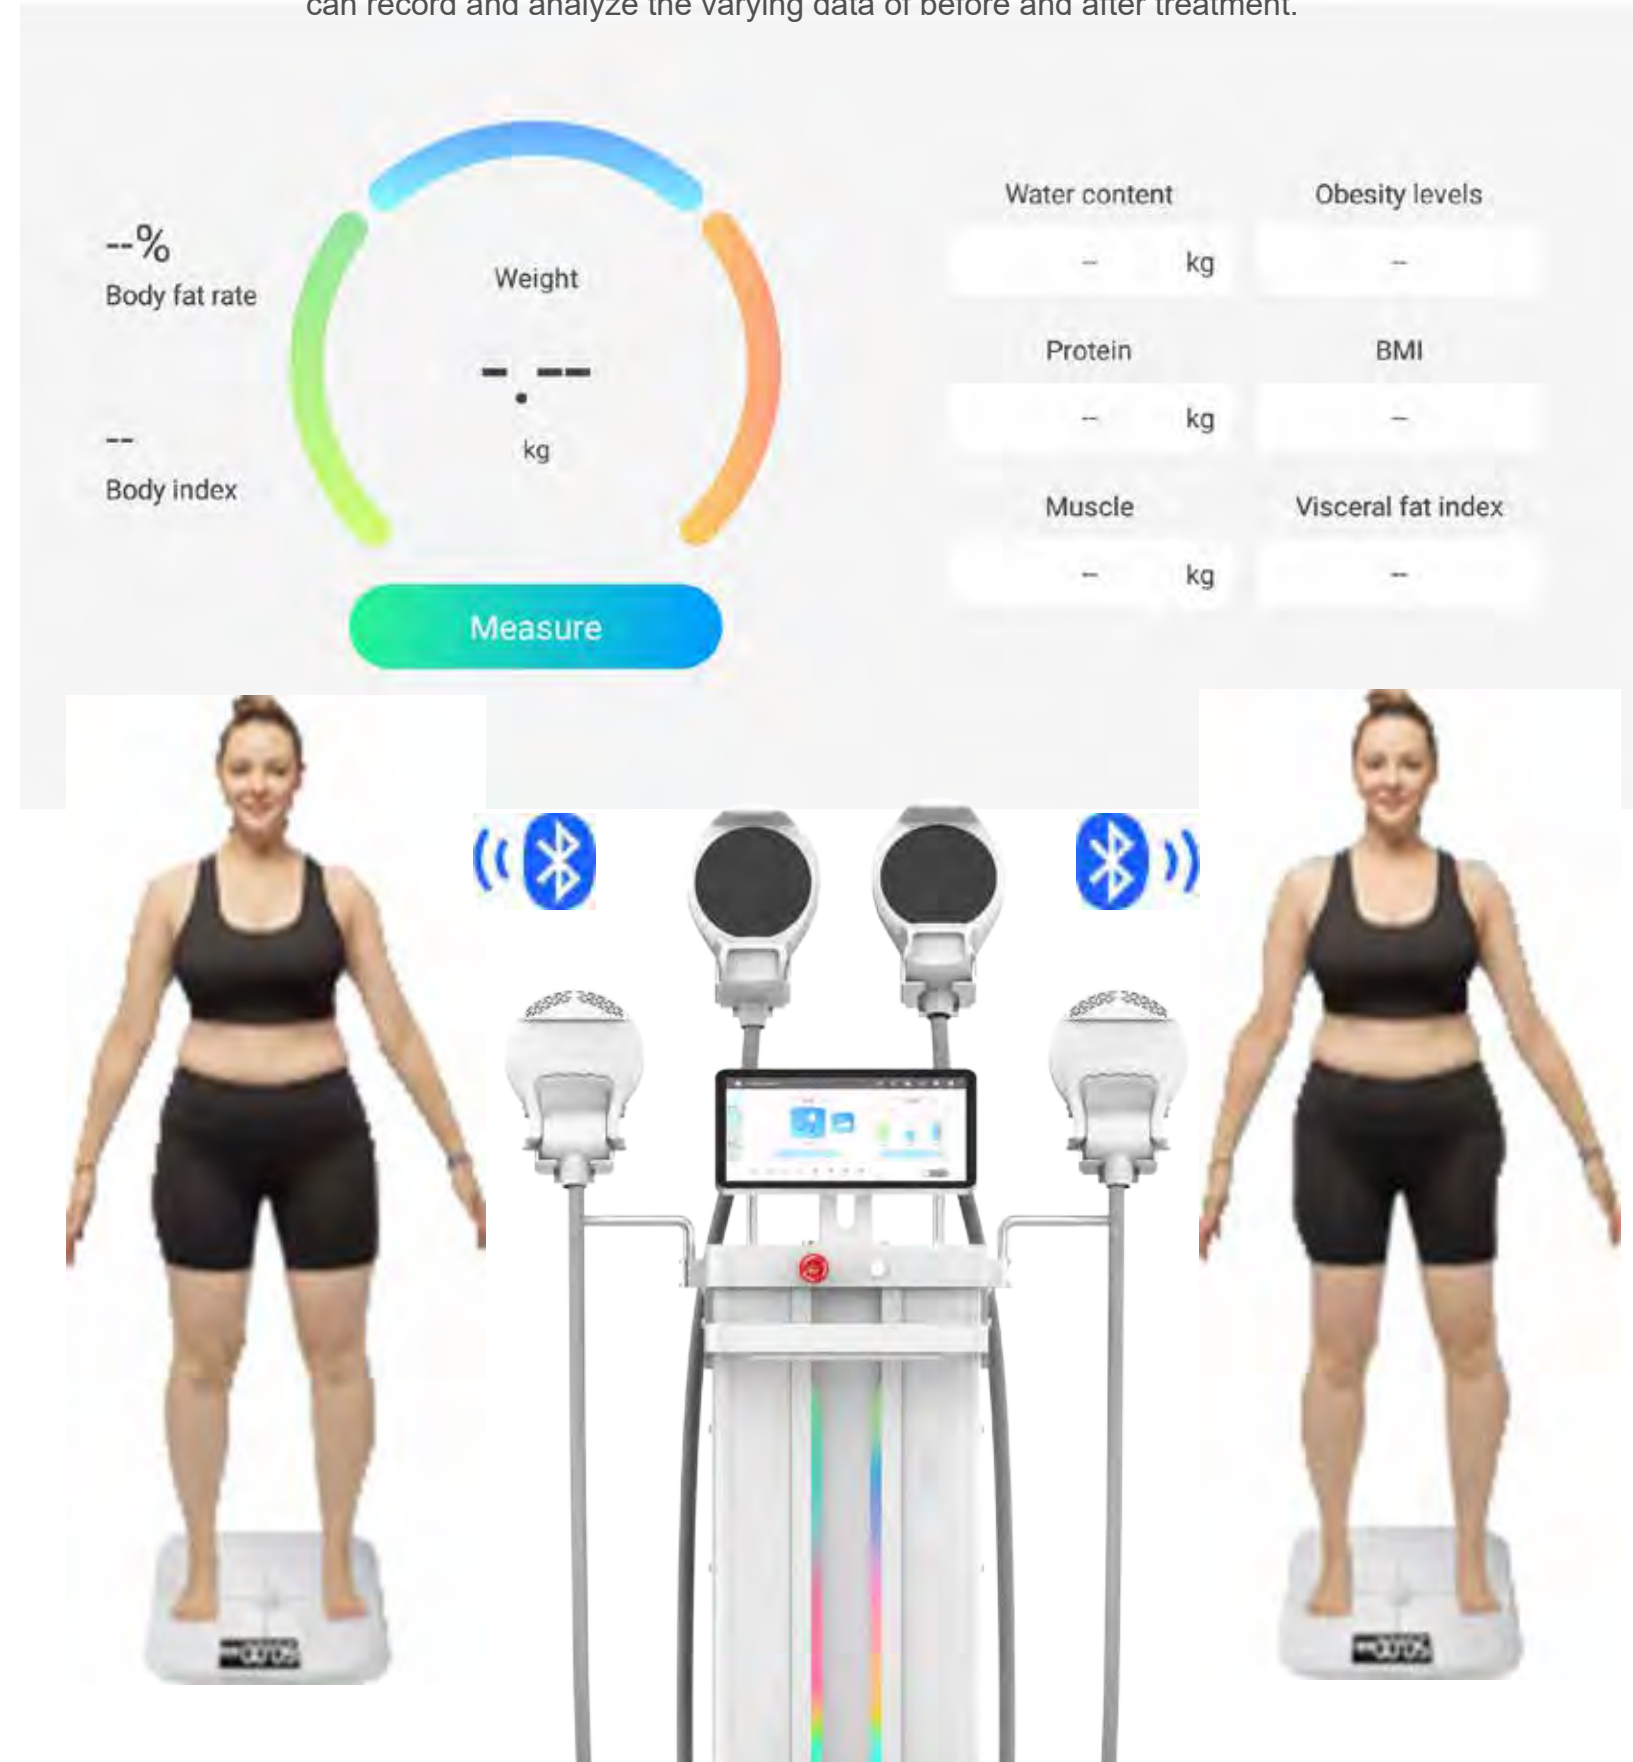 can record and analyze the varying data of before and after treatment.
--%
Body fat rate
--
Body index
Weight
-.--
kg
Measure
Water content
-- kg
Obesity levels
--
Protein
-- kg
BMI
--
Muscle
-- kg
Visceral fat index
--